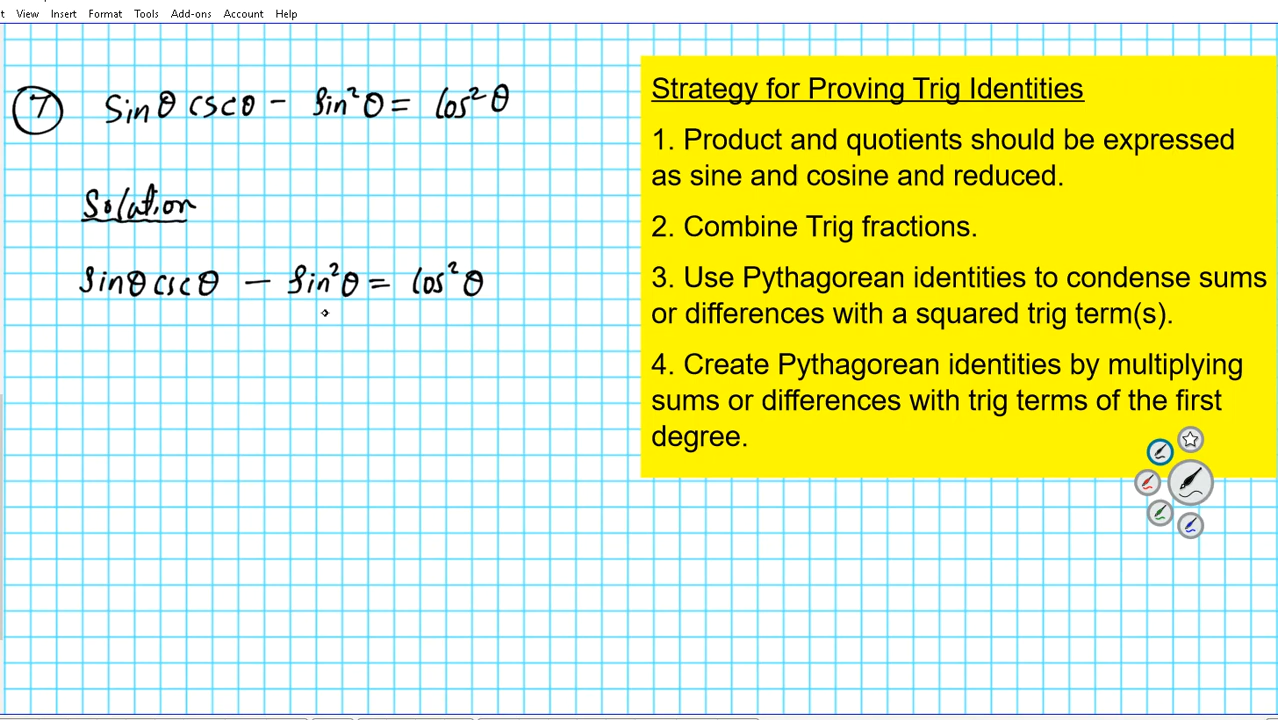 t View Insert Format Tools Add-ons Account Help
7 Sinθ cscθ - Sin²θ = Cos²θ
Solution
Sinθ cscθ - Sin²θ = Cos²θ
Strategy for Proving Trig Identities
1. Product and quotients should be expressed
as sine and cosine and reduced.
2. Combine Trig fractions.
3. Use Pythagorean identities to condense sums
or differences with a squared trig term(s).
4. Create Pythagorean identities by multiplying
sums or differences with trig terms of the first
degree.